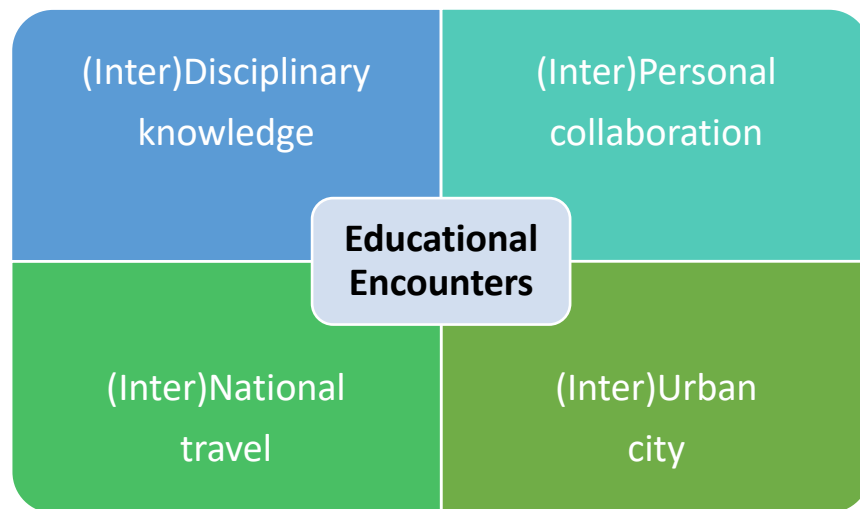 (Inter)Disciplinary
knowledge
(Inter)Personal
collaboration
Educational
Encounters
(Inter)National
travel
(Inter)Urban
city